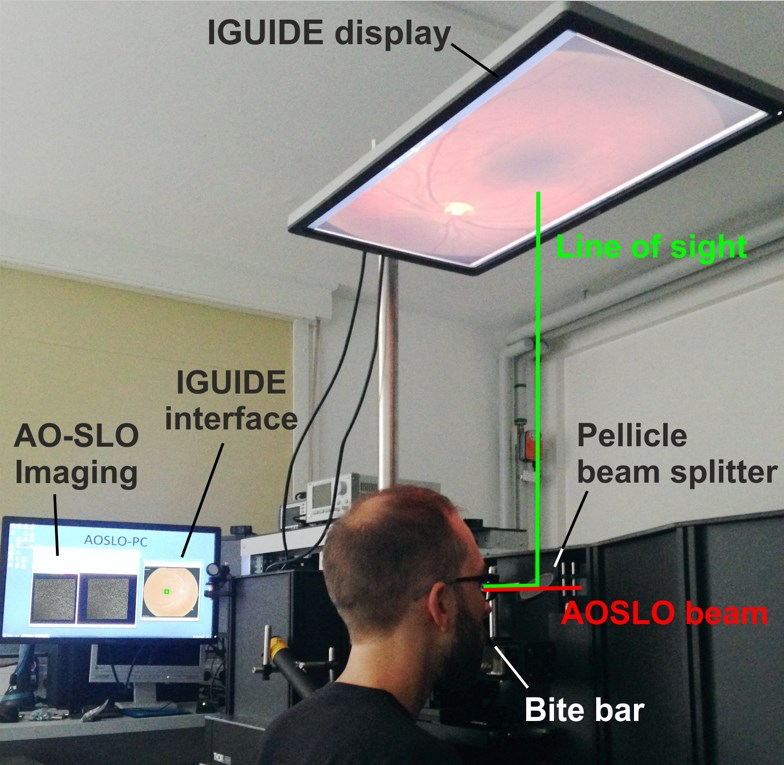 IGUIDE display
Line of sight
IGUIDE
interface
AO-SLO
Imaging
Pellicle
beam splitter
AOSLO-PC
AOSLO beam
Bite bar